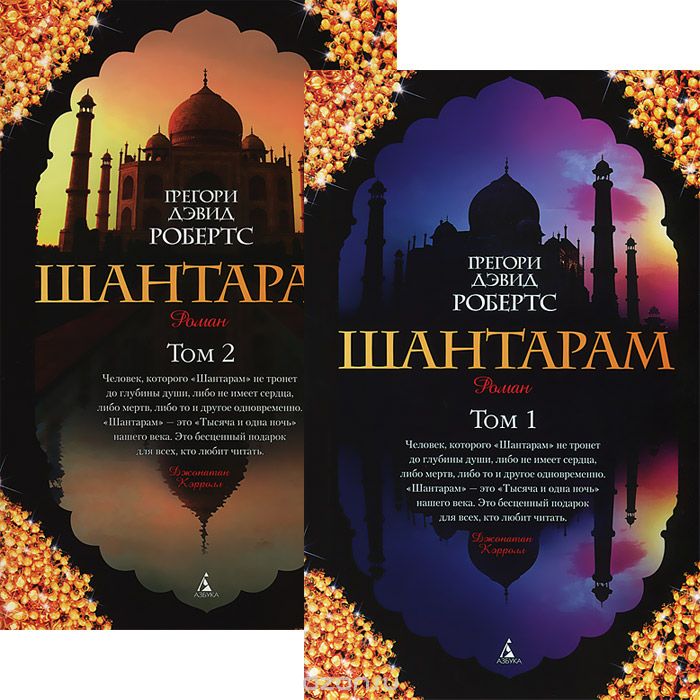 ГРЕГОРИ
ДЭВИД
РОБЕРТС
ШАНТАРА
Роман
Том 2
Человек, которого «Шантарам» не тронет
до глубины души, либо не имеет сердца,
либо мертв, либо то и другое одновременно.
«Шантарам» — это «Тысяча и одна ночь»
нашего века. Это бесценный подарок
для всех, кто любит читать.
Джонатан
Кэрролл
АЗБУКА
ГРЕГОРИ
ДЭВИД
РОБЕРТС
ШАНТАРАМ
Роман
Том 1
Человек, которого «Шантарам» не тронет
до глубины души, либо не имеет сердца,
либо мертв, либо то и другое одновременно.
«Шантарам» — это «Тысяча и одна ночь»
нашего века. Это бесценный подарок
для всех, кто любит читать.
Джонатан
Кэрролл
АЗБУКА